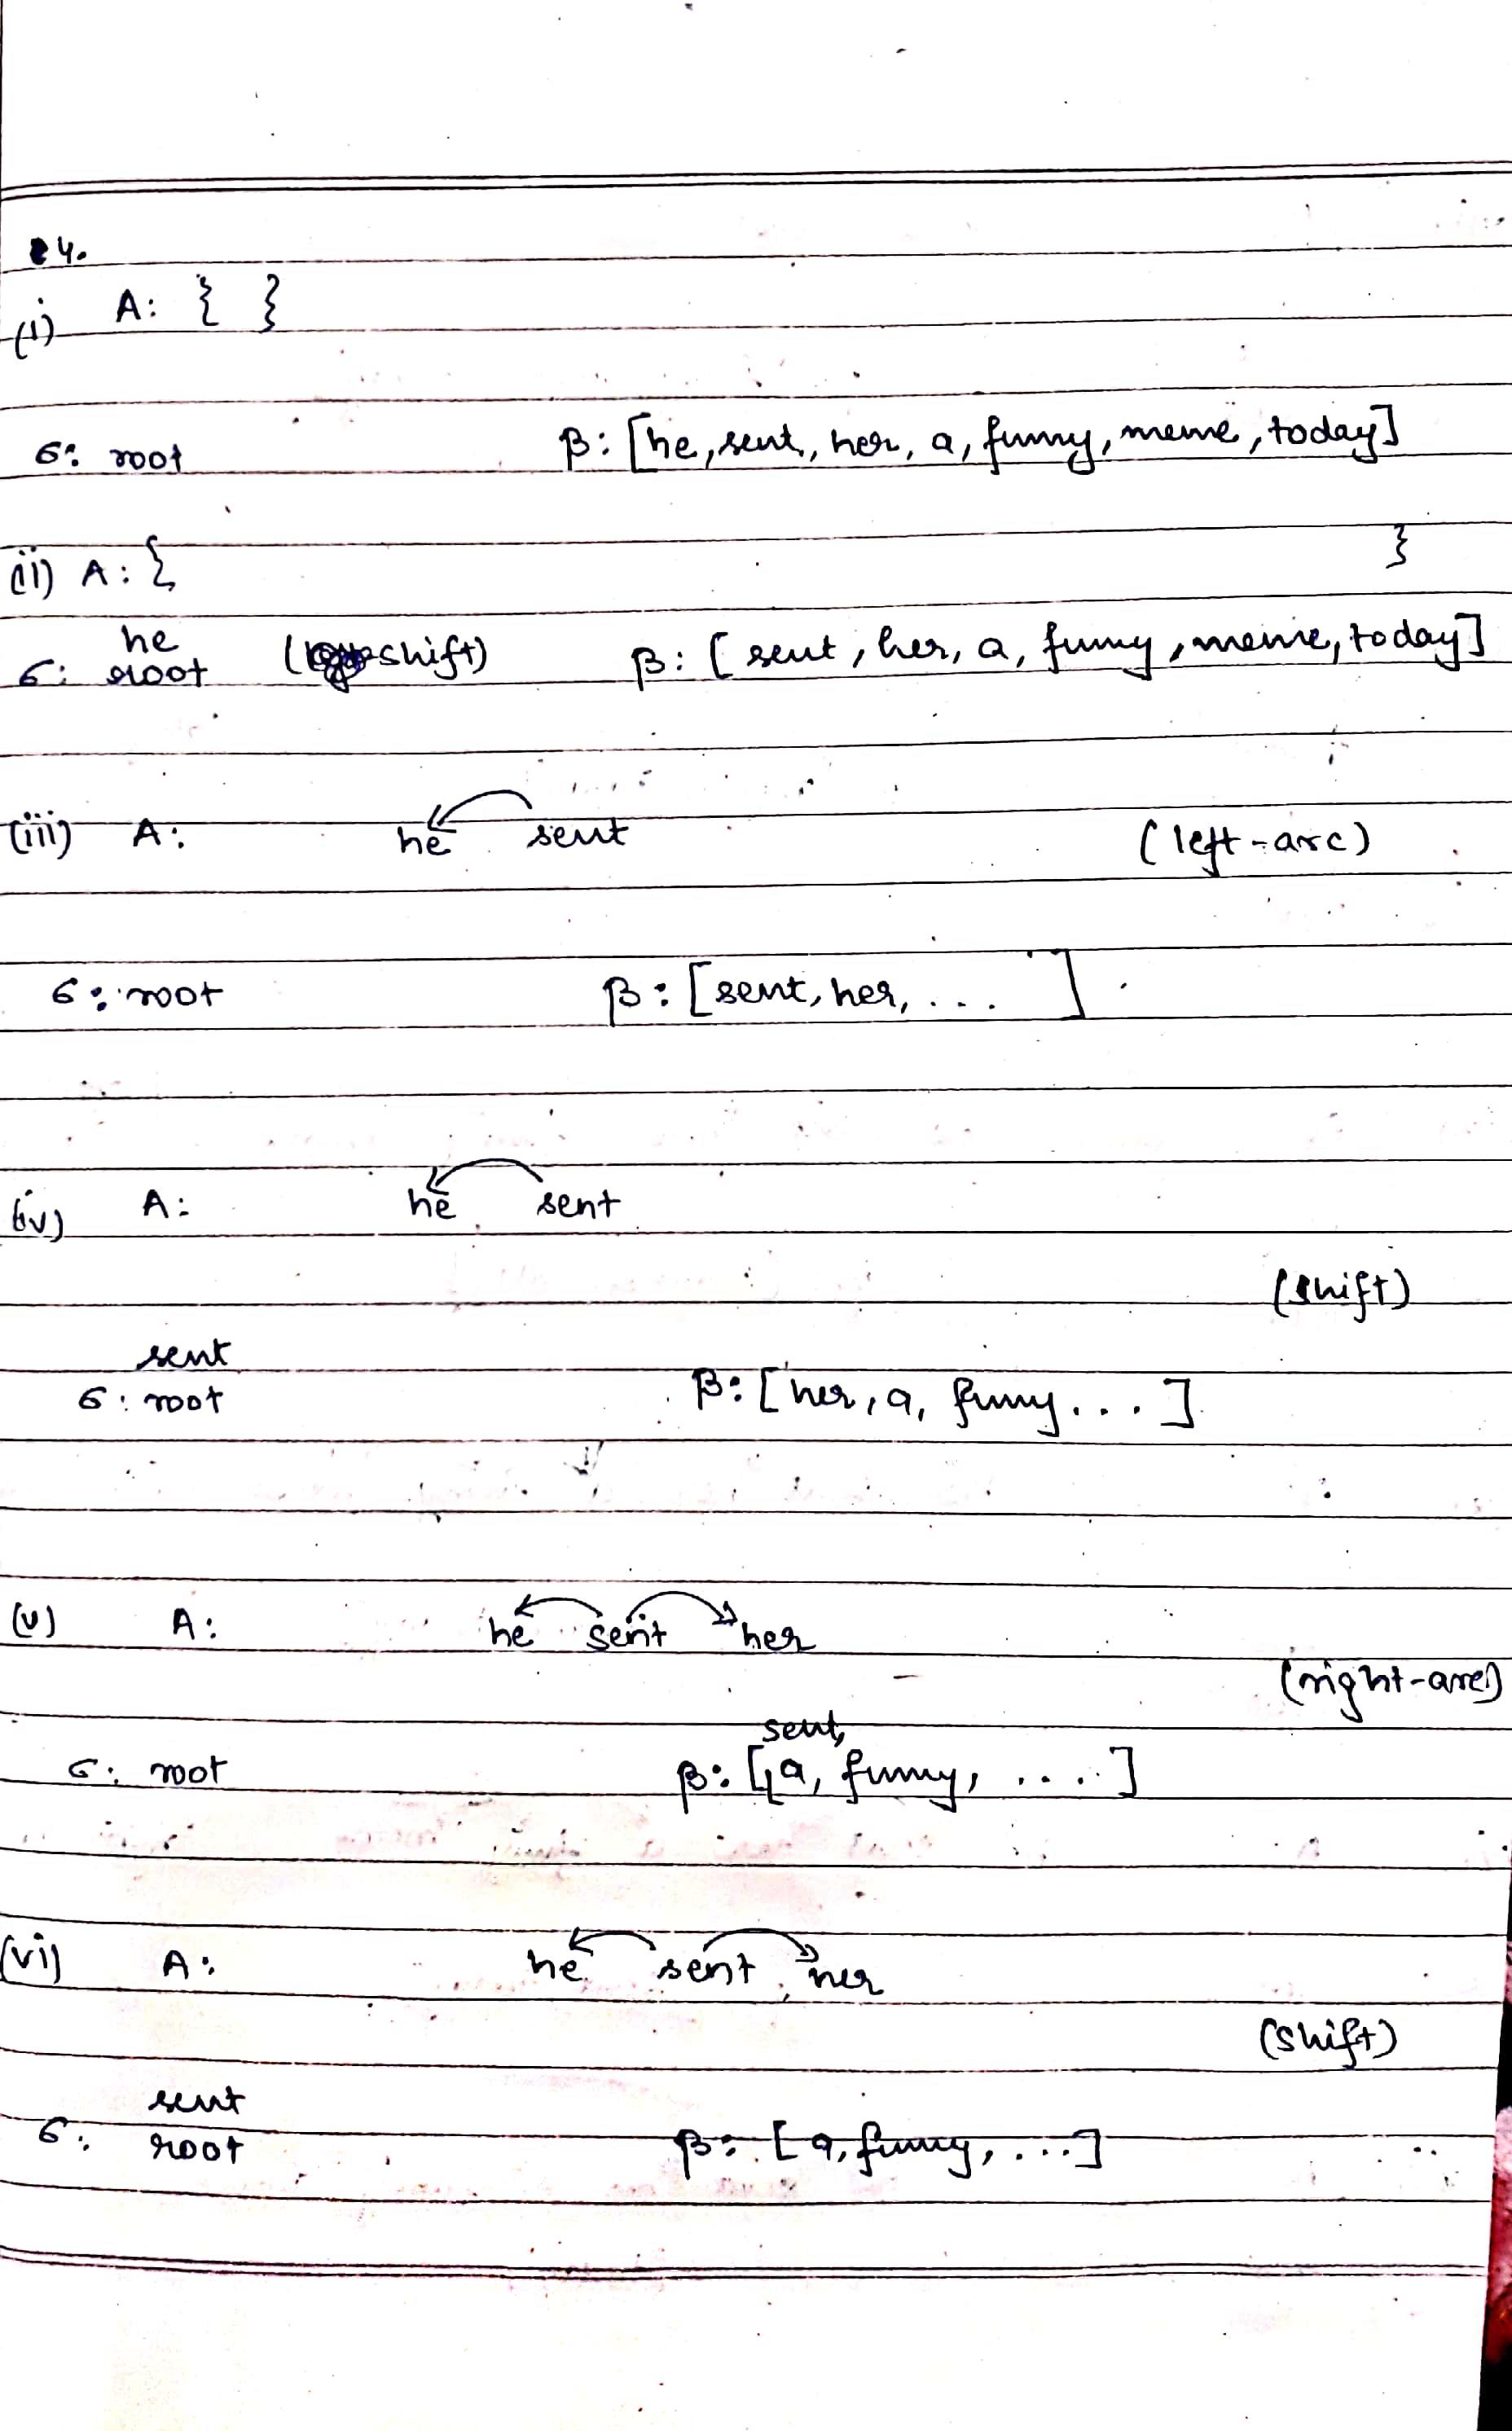 4.
(i) A: { }
σ: root β: [he, sent, her, a, funny, meme, today]
(ii) A: { }
he
σ: root (shift) β: [ sent, her, a, funny, meme, today]
(iii) A: he sent (left-arc)
σ: root β: [sent, her, ... ]
(iv) A: he sent
(shift)
sent
σ: root β: [her, a, funny... ]
(v) A: he sent her
(right-arc)
sent,
σ: root β: [a, funny, ....]
(vi) A: he sent her
(shift)
sent
σ: root β: [a, funny, ....]